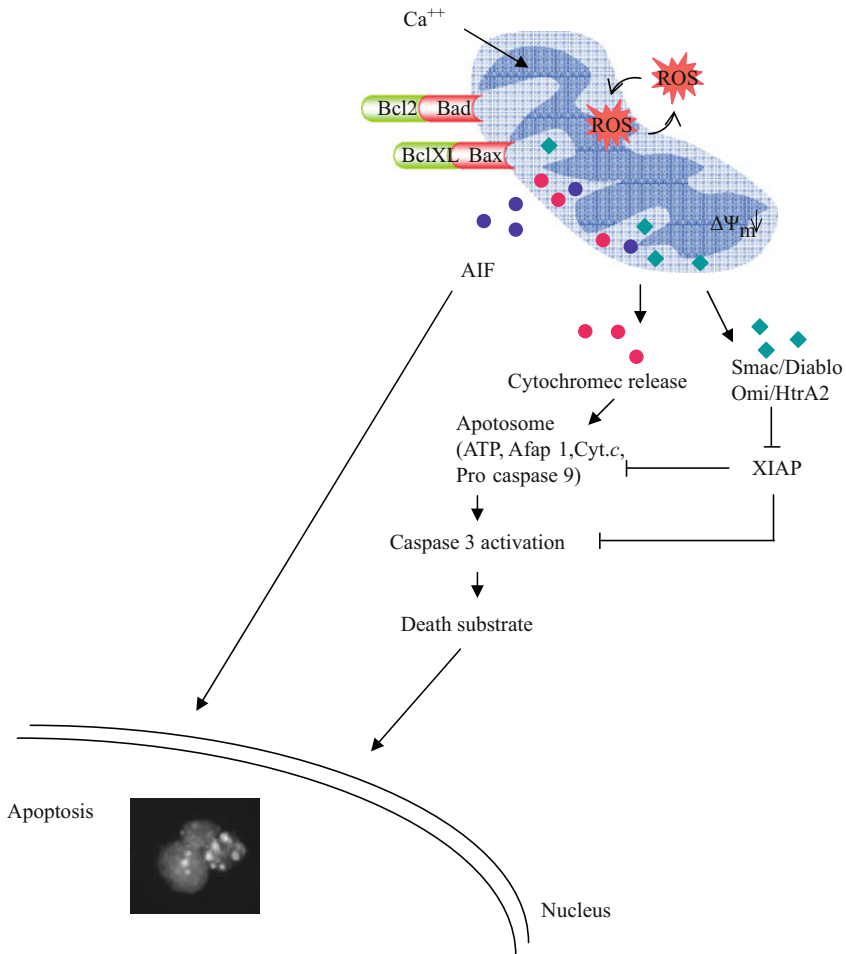 Ca++
ROS
Bcl2 Bad
ROS
BclXL Bax
ΔΨm↓
AIF
Smac/Diablo
Omi/HtrA2
Cytochromec release
Apotosome
(ATP, Afap 1,Cyt.c,
Pro caspase 9)
XIAP
Caspase 3 activation
Death substrate
Apoptosis
Nucleus